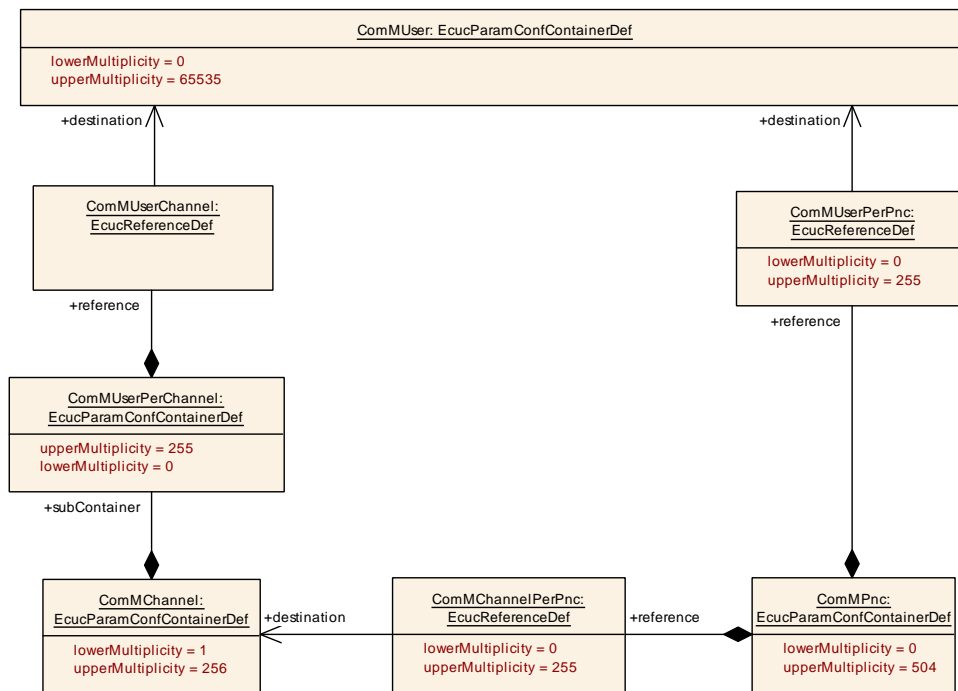 ComMUser: EcucParamConfContainerDef
lowerMultiplicity = 0
upperMultiplicity = 65535
+destination
+destination
ComMUserChannel:
EcucReferenceDef
ComMUserPerPnc:
EcucReferenceDef
lowerMultiplicity = 0
upperMultiplicity = 255
+reference
+reference
ComMUserPerChannel:
EcucParamConfContainerDef
upperMultiplicity = 255
lowerMultiplicity = 0
+subContainer
ComMChannel:
EcucParamConfContainerDef
lowerMultiplicity = 1
upperMultiplicity = 256
+destination
ComMChannelPerPnc:
EcucReferenceDef
lowerMultiplicity = 0
upperMultiplicity = 255
+reference
ComMPnc:
EcucParamConfContainerDef
lowerMultiplicity = 0
upperMultiplicity = 504